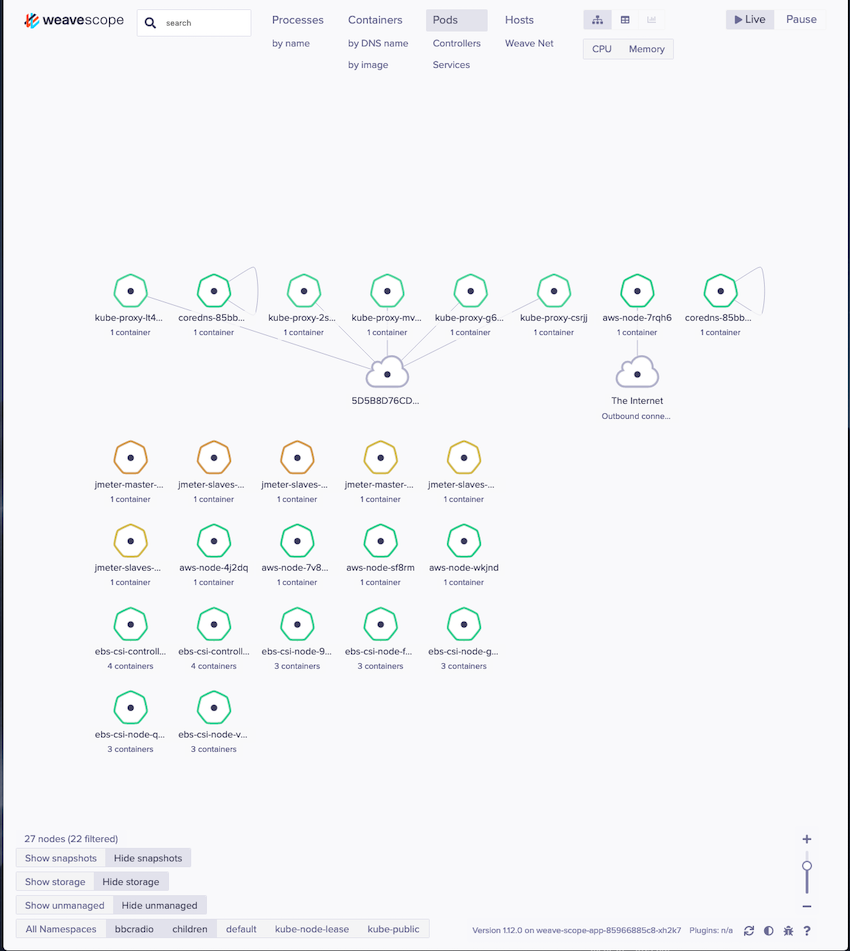 weavescope
search
Processes
by name
Containers
by DNS name
by image
Pods
Controllers
Services
Hosts
Weave Net
CPU Memory
Live Pause
kube-proxy-lt4... coredns-85bb... kube-proxy-2s... kube-proxy-mv... kube-proxy-g6... kube-proxy-csrjj aws-node-7rqh6 coredns-85bb...
1 container 1 container 1 container 1 container 1 container 1 container 1 container 1 container
5D5B8D76CD... The Internet
Outbound conne...
jmeter-master-... jmeter-slaves-... jmeter-slaves-... jmeter-master-... jmeter-slaves-...
1 container 1 container 1 container 1 container 1 container
jmeter-slaves-... aws-node-4j2dq aws-node-7v8... aws-node-sf8rm aws-node-wkjnd
1 container 1 container 1 container 1 container 1 container
ebs-csi-controll... ebs-csi-controll... ebs-csi-node-9... ebs-csi-node-f... ebs-csi-node-g...
4 containers 4 containers 3 containers 3 containers 3 containers
ebs-csi-node-q... ebs-csi-node-v...
3 containers 3 containers
27 nodes (22 filtered)
Show snapshots Hide snapshots
Show storage Hide storage
Show unmanaged Hide unmanaged
All Namespaces bbcradio children default kube-node-lease kube-public
Version 1.12.0 on weave-scope-app-85966885c8-xh2k7 Plugins: n/a ?